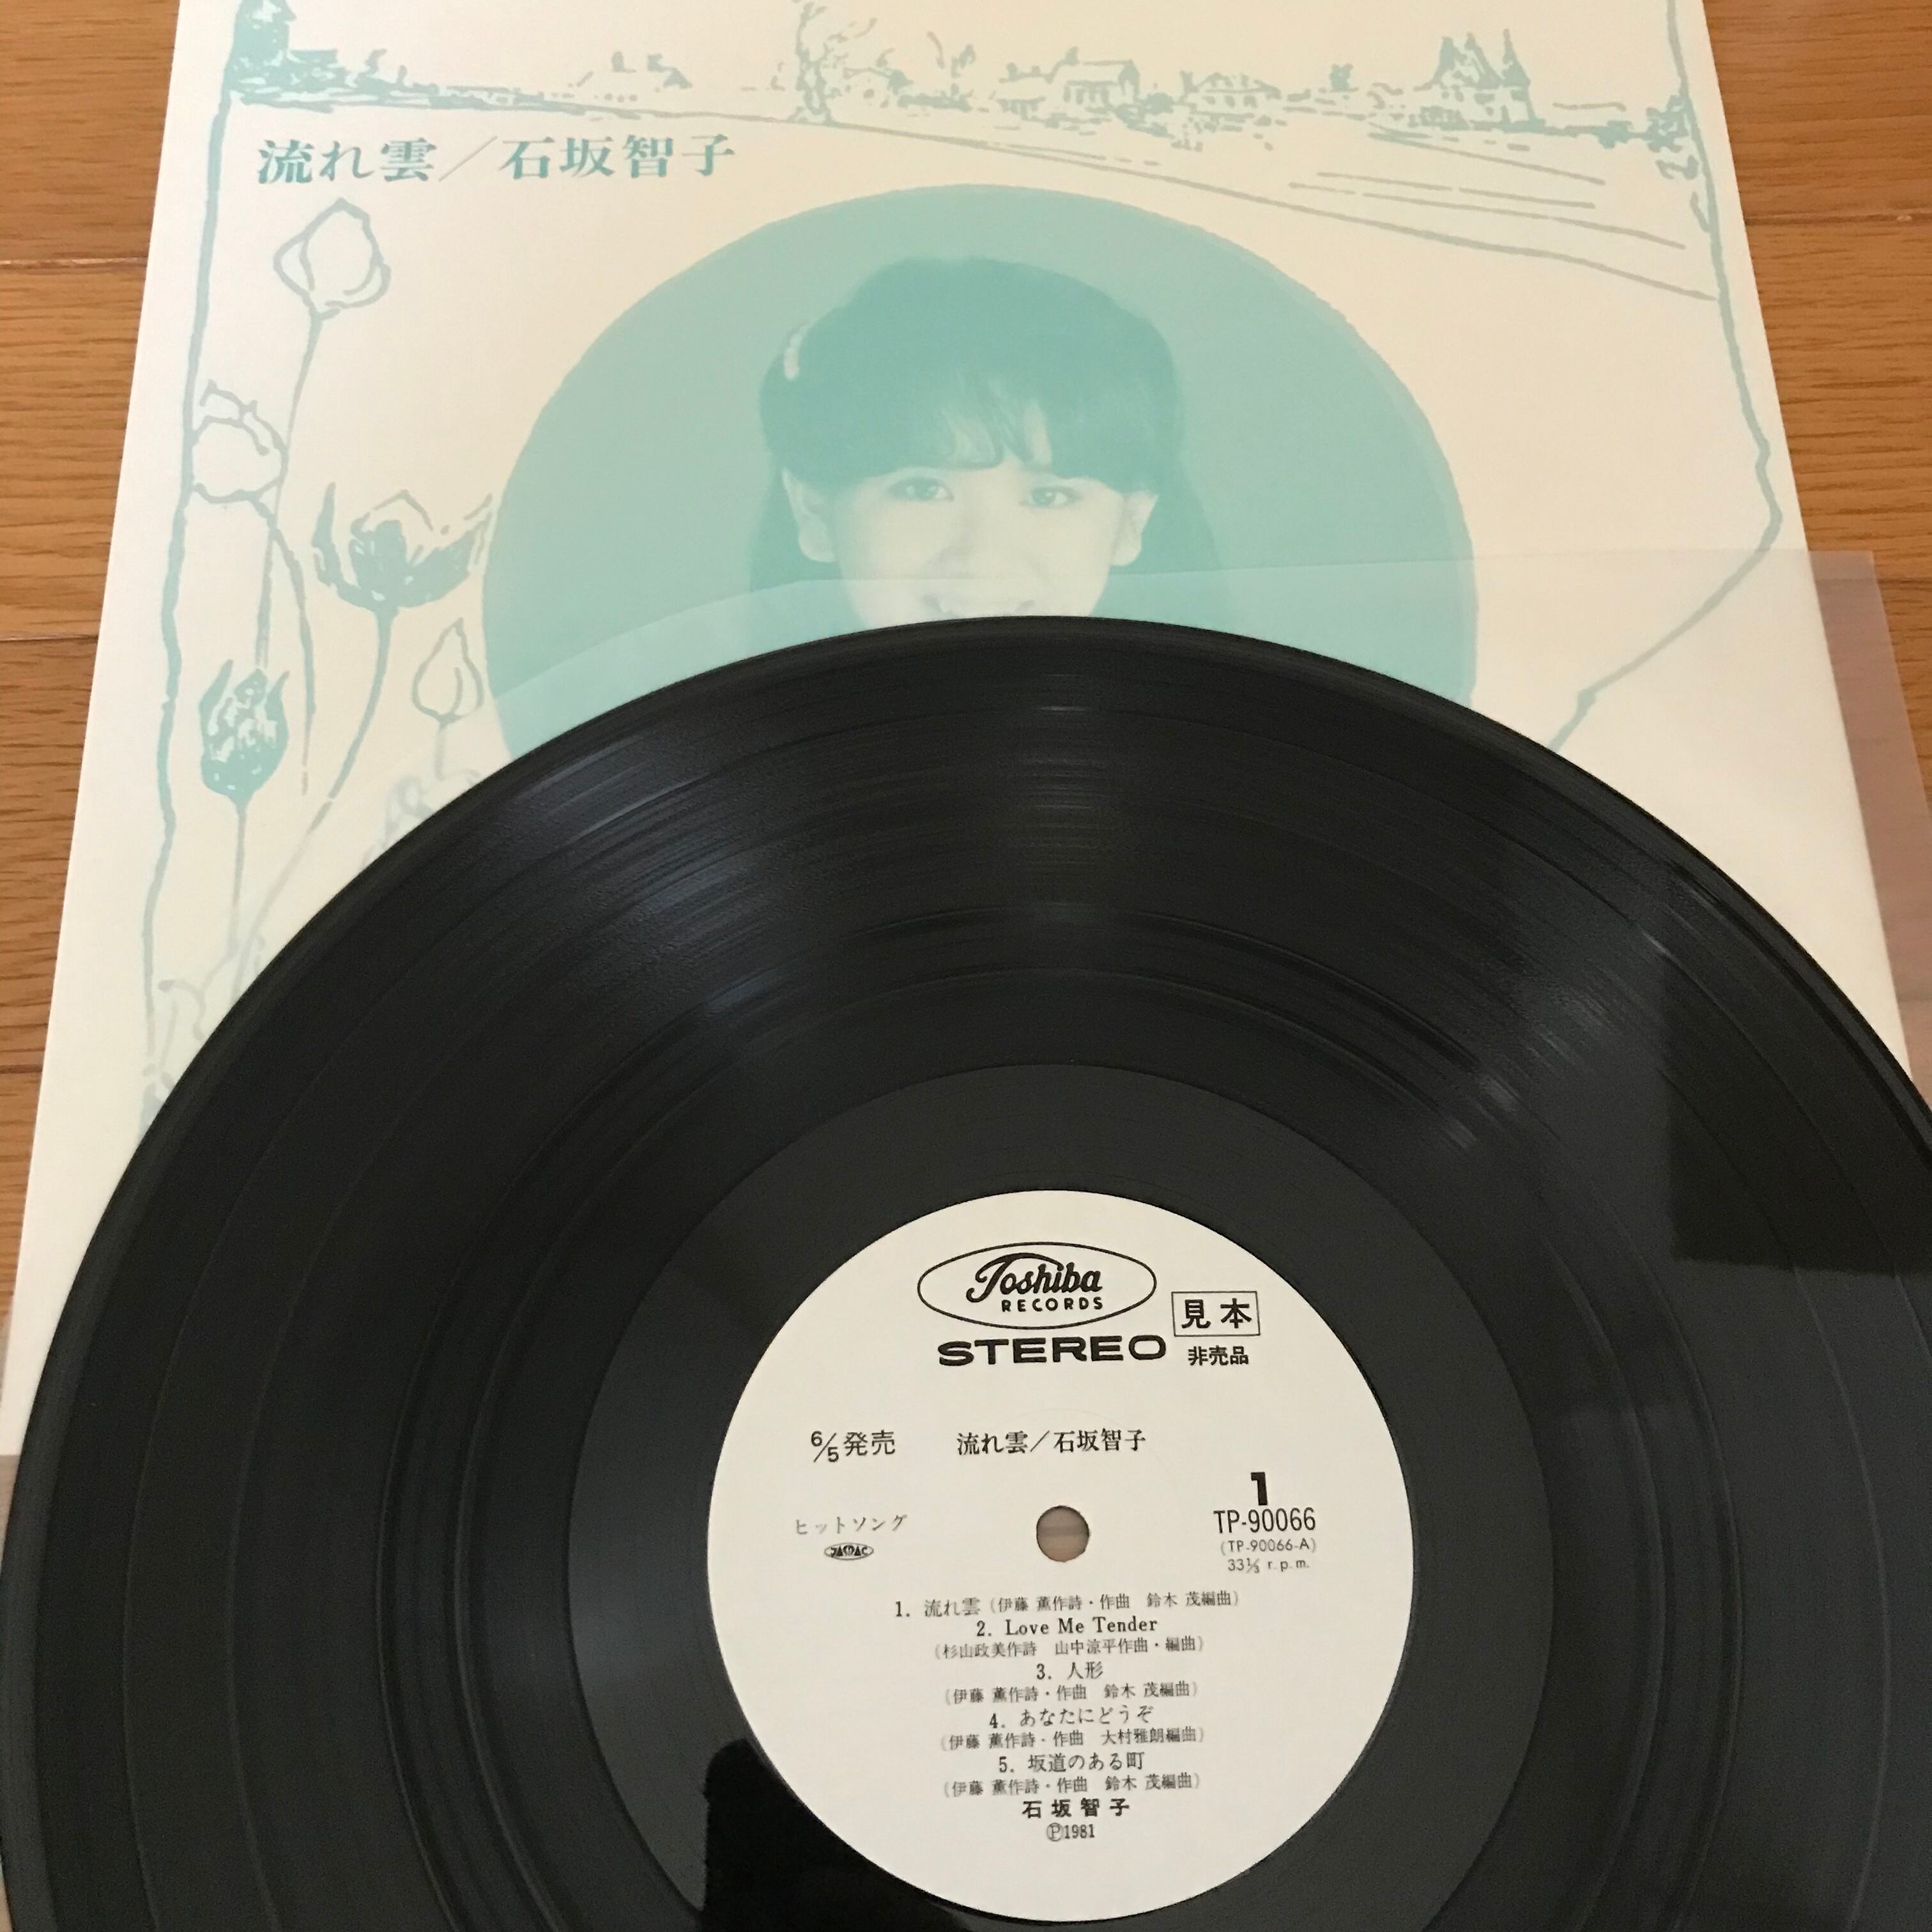 流れ雲／石坂智子
Toshiba
RECORDS
STEREO
見本
非売品
6/5発売
流れ雲／石坂智子
1
TP-90066
(TP-90066-A)
33⅓ r.p.m.
ヒットソング
JASRAC
1. 流れ雲 (伊藤 薫作詩・作曲 鈴木 茂編曲)
2. Love Me Tender
(杉山政美作詩 山中涼平作曲・編曲)
3. 人形
(伊藤 薫作詩・作曲 鈴木 茂編曲)
4. あなたにどうぞ
(伊藤 薫作詩・作曲 大村雅朗編曲)
5. 坂道のある町
(伊藤 薫作詩・作曲 鈴木 茂編曲)
石坂智子
Ⓟ1981